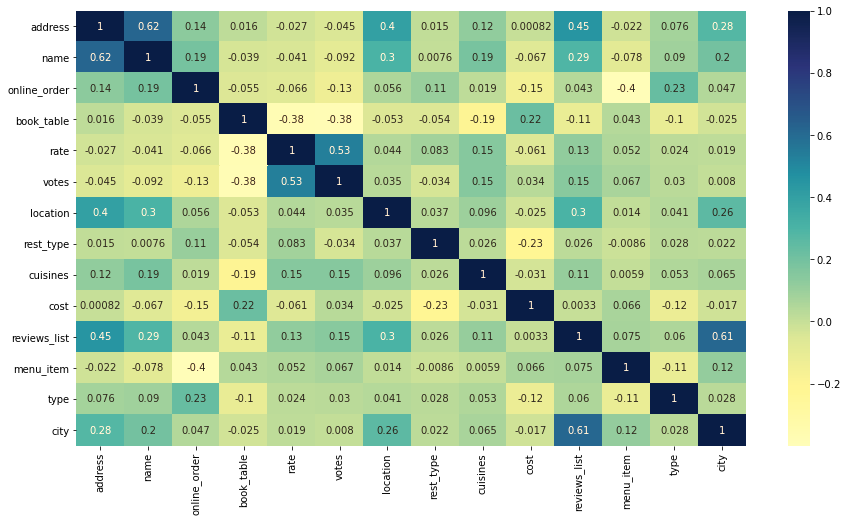 address 1 0.62 0.14 0.016 -0.027 -0.045 0.4 0.015 0.12 0.00082 0.45 -0.022 0.076 0.28
name 0.62 1 0.19 -0.039 -0.041 -0.092 0.3 0.0076 0.19 -0.067 0.29 -0.078 0.09 0.2
online_order 0.14 0.19 1 -0.055 -0.066 -0.13 0.056 0.11 0.019 -0.15 0.043 -0.4 0.23 0.047
book_table 0.016 -0.039 -0.055 1 -0.38 -0.38 -0.053 -0.054 -0.19 0.22 -0.11 0.043 -0.1 -0.025
rate -0.027 -0.041 -0.066 -0.38 1 0.53 0.044 0.083 0.15 -0.061 0.13 0.052 0.024 0.019
votes -0.045 -0.092 -0.13 -0.38 0.53 1 0.035 -0.034 0.15 0.034 0.15 0.067 0.03 0.008
location 0.4 0.3 0.056 -0.053 0.044 0.035 1 0.037 0.096 -0.025 0.3 0.014 0.041 0.26
rest_type 0.015 0.0076 0.11 -0.054 0.083 -0.034 0.037 1 0.026 -0.23 0.026 -0.0086 0.028 0.022
cuisines 0.12 0.19 0.019 -0.19 0.15 0.15 0.096 0.026 1 -0.031 0.11 0.0059 0.053 0.065
cost 0.00082 -0.067 -0.15 0.22 -0.061 0.034 -0.025 -0.23 -0.031 1 0.0033 0.066 -0.12 -0.017
reviews_list 0.45 0.29 0.043 -0.11 0.13 0.15 0.3 0.026 0.11 0.0033 1 0.075 0.06 0.61
menu_item -0.022 -0.078 -0.4 0.043 0.052 0.067 0.014 -0.0086 0.0059 0.066 0.075 1 -0.11 0.12
type 0.076 0.09 0.23 -0.1 0.024 0.03 0.041 0.028 0.053 -0.12 0.06 -0.11 1 0.028
city 0.28 0.2 0.047 -0.025 0.019 0.008 0.26 0.022 0.065 -0.017 0.61 0.12 0.028 1
address name online_order book_table rate votes location rest_type cuisines cost reviews_list menu_item type city
1.0
0.8
0.6
0.4
0.2
0.0
−0.2